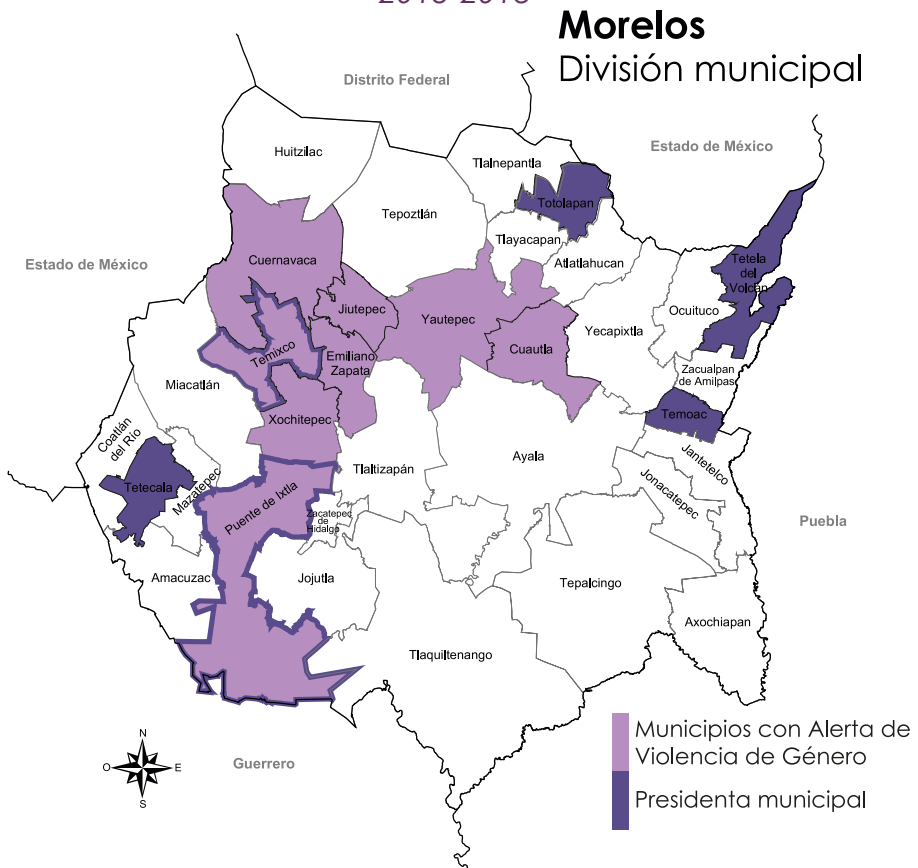 Morelos
División municipal
Distrito Federal
Huitzilac
Tlalnepantla
Estado de México
Totolapan
Tepoztlán
Tlayacapan
Atlatlahucan
Estado de México
Cuernavaca
Tetela
del
Volcán
Jiutepec
Ocuituco
Yautepec
Yecapixtla
Cuautla
Temixco
Emiliano
Zapata
Zacualpan
de Amilpas
Miacatlán
Xochitepec
Temoac
Coatlán
del Río
Ayala
Jantetelco
Tlaltizapán
Mazatepec
Tetecala
Jonacatepec
Puente de Ixtla
Zacatepec
de
Hidalgo
Puebla
Amacuzac
Jojutla
Tepalcingo
Axochiapan
Tlaquiltenango
Municipios con Alerta de
Violencia de Género
Presidenta municipal
N
O
E
S
Guerrero